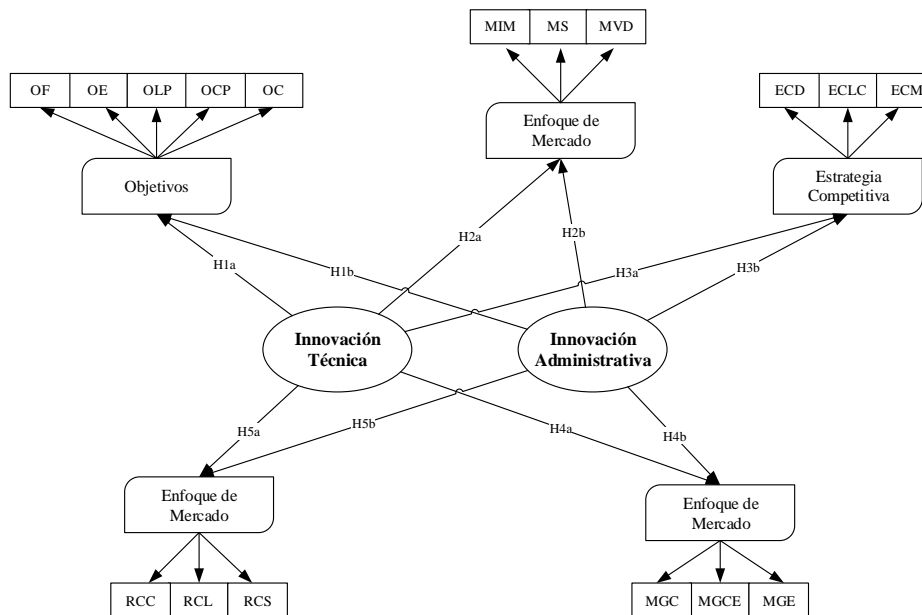 MIM MS MVD
OF OE OLP OCP OC
ECD ECLC ECM
Enfoque de
Mercado
Objetivos
Estrategia
Competitiva
H2a
H2b
H1a
H1b
H3a
H3b
Innovación
Técnica
Innovación
Administrativa
H5a
H5b
H4a
H4b
Enfoque de
Mercado
Enfoque de
Mercado
RCC RCL RCS
MGC MGCE MGE